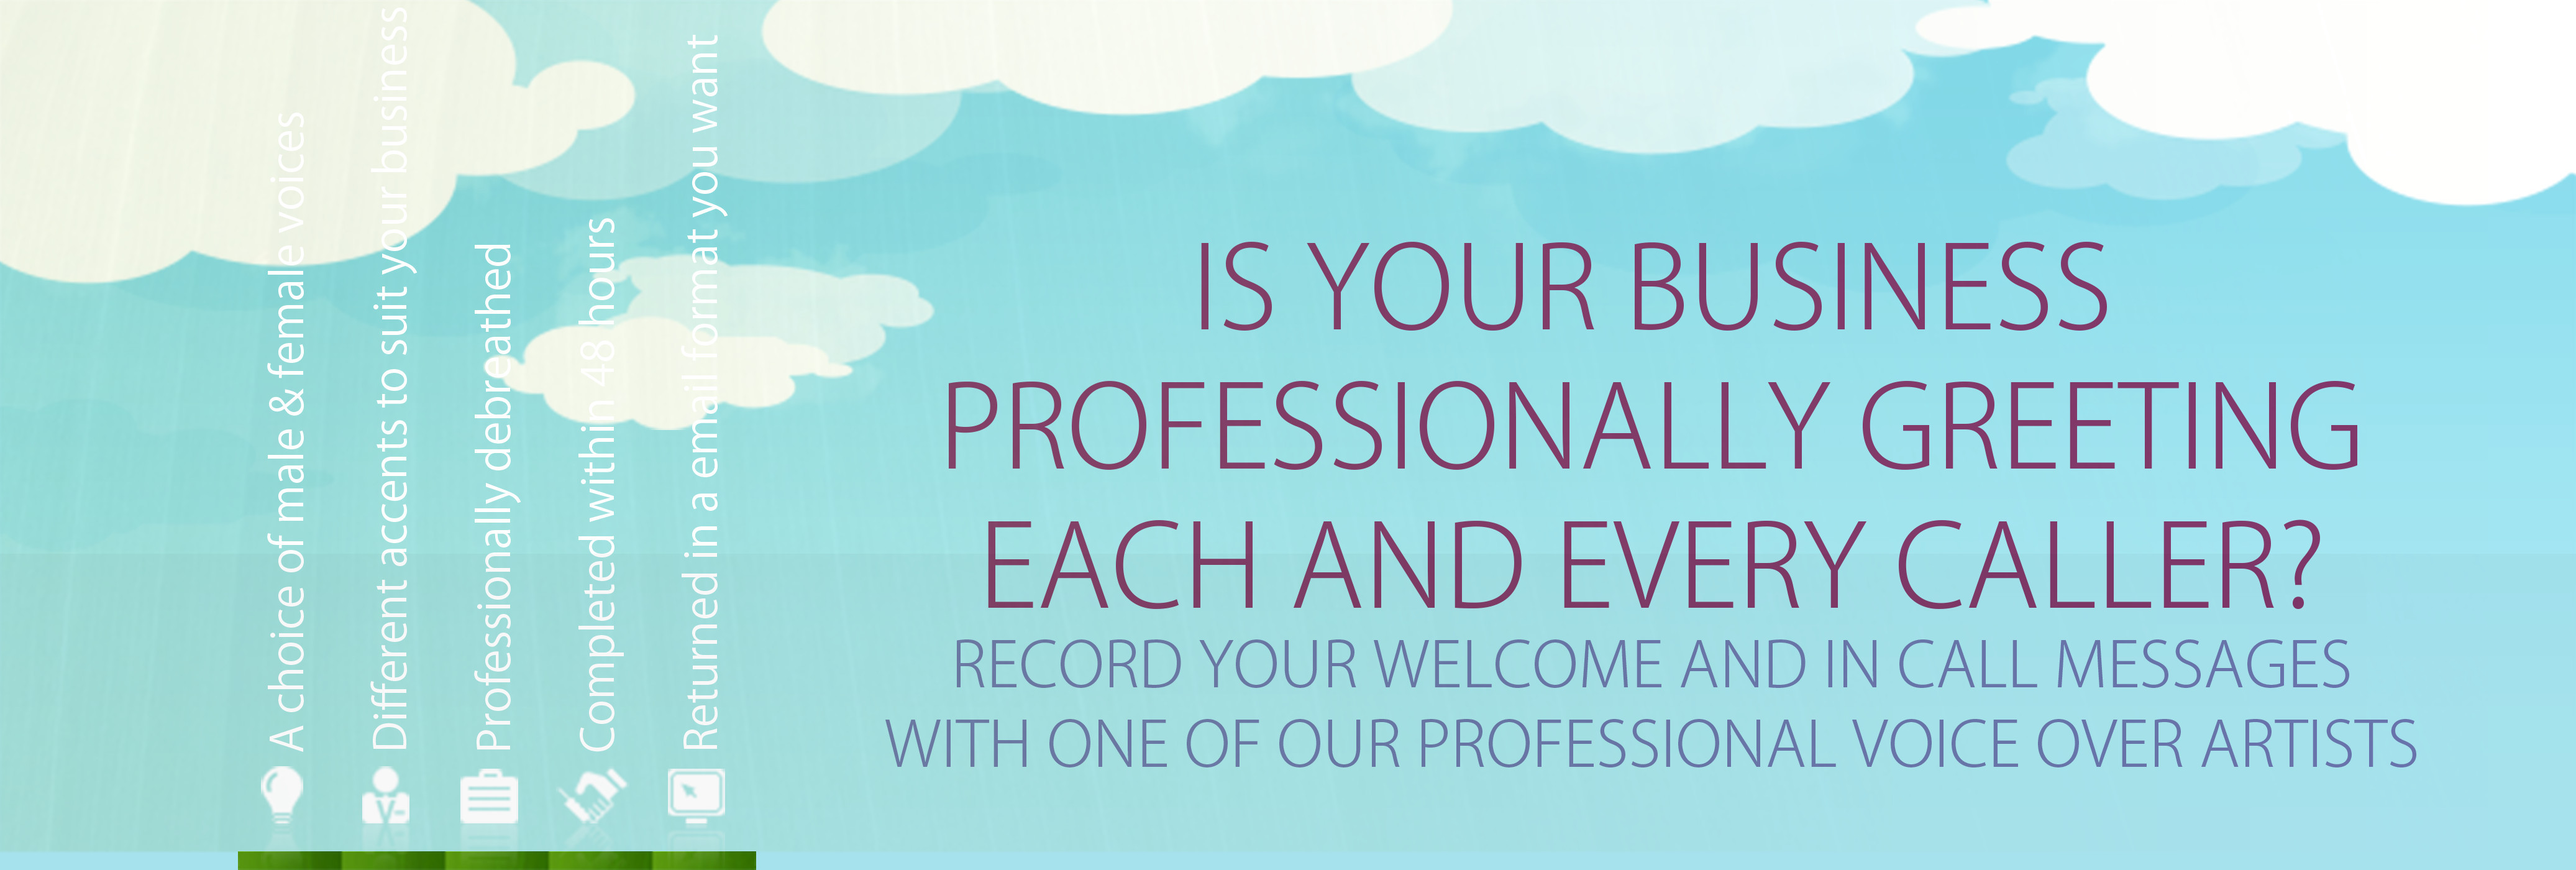 A choice of male & female voices
Different accents to suit your business
Professionally debreathed
Completed within 48 hours
Returned in a email format you want
IS YOUR BUSINESS
PROFESSIONALLY GREETING
EACH AND EVERY CALLER?
RECORD YOUR WELCOME AND IN CALL MESSAGES
WITH ONE OF OUR PROFESSIONAL VOICE OVER ARTISTS